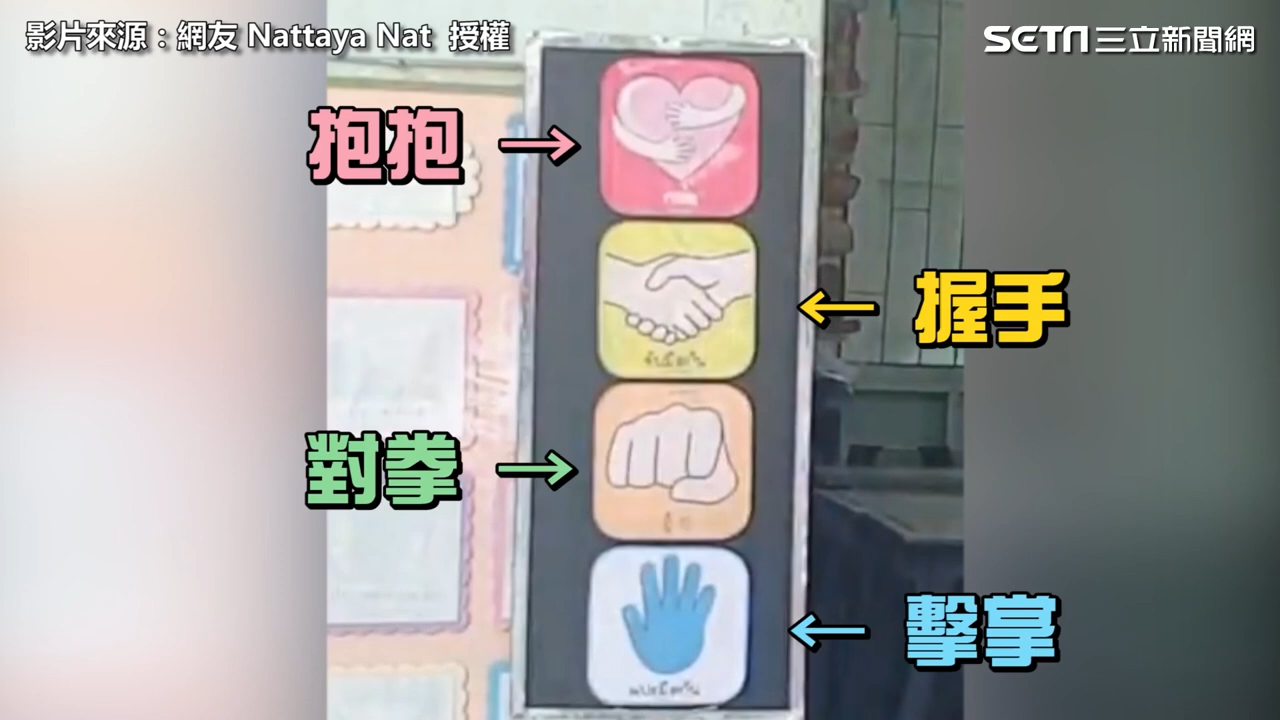 影片來源：網友 Nattaya Nat 授權
SETN三立新聞網
抱抱 →
← 握手
對拳 →
← 擊掌